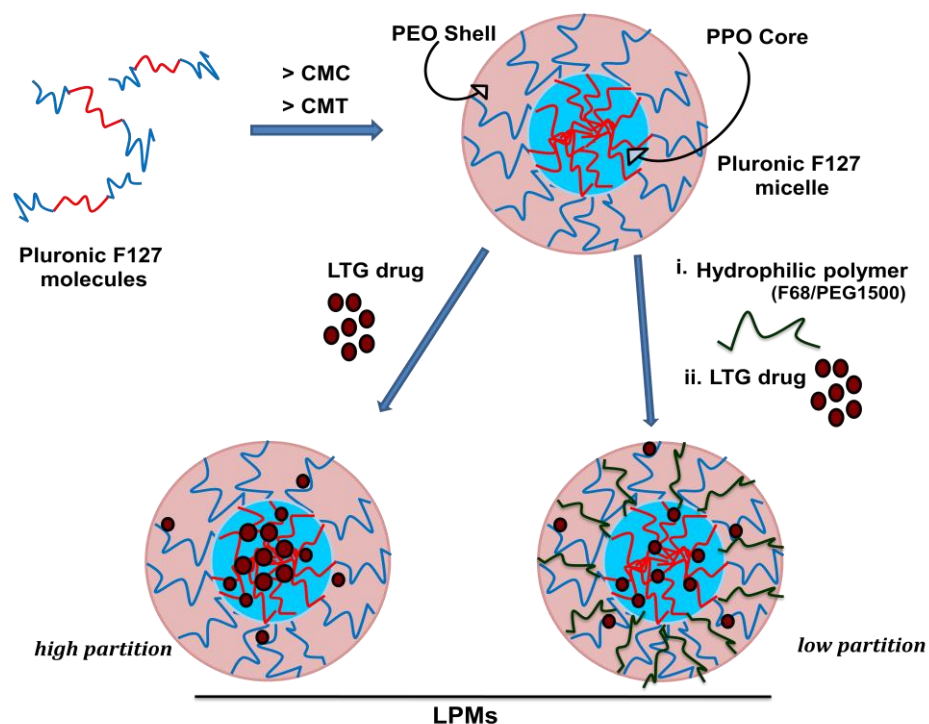 PEO Shell
PPO Core
> CMC
> CMT
Pluronic F127
micelle
Pluronic F127
molecules
LTG drug
i. Hydrophilic polymer
(F68/PEG1500)
ii. LTG drug
high partition
low partition
LPMs